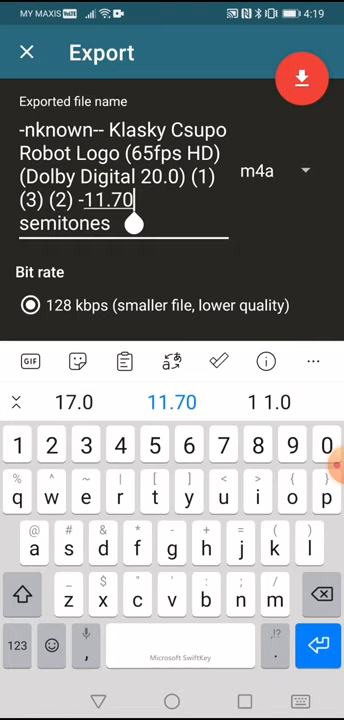 MY MAXIS VoLTE 4:19
Export
Exported file name
-nknown-- Klasky Csupo
Robot Logo (65fps HD)
(Dolby Digital 20.0) (1)
(3) (2) -11.70
semitones
m4a
Bit rate
128 kbps (smaller file, lower quality)
GIF
17.0 11.70 1 1.0
1 2 3 4 5 6 7 8 9 0
% ^ ~ | [ ] < > { }
q w e r t y u i o p
@ # & * - + = ( )
a s d f g h j k l
_ $ " ' : ; /
z x c v b n m
123 , Microsoft SwiftKey ,!? .